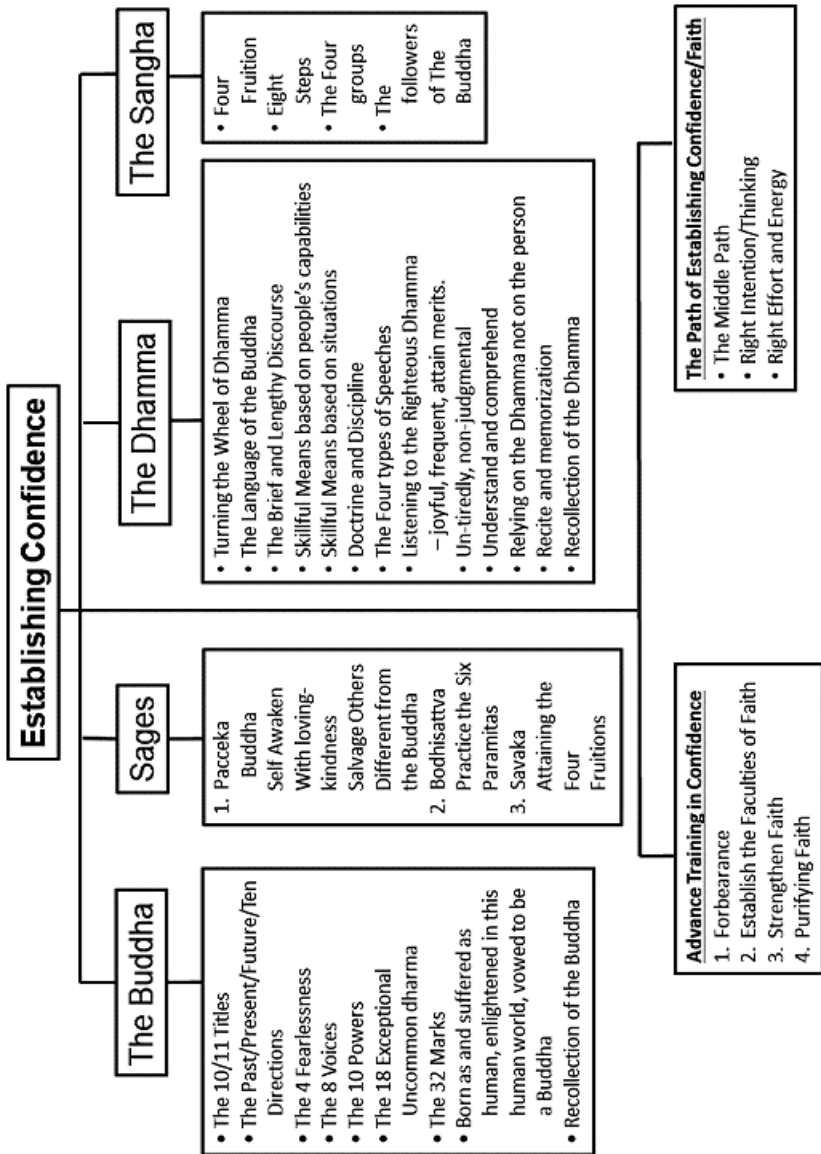 Establishing Confidence
The Buddha
• The 10/11 Titles
• The Past/Present/Future/Ten
Directions
• The 4 Fearlessness
• The 8 Voices
• The 10 Powers
• The 18 Exceptional
Uncommon dharma
• The 32 Marks
• Born as and suffered as
human, enlightened in this
human world, vowed to be
a Buddha
• Recollection of the Buddha
Sages
1. Pacceka
Buddha
Self Awaken
With loving-
kindness
Salvage Others
Different from
the Buddha
2. Bodhisattva
Practice the Six
Paramitas
3. Savaka
Attaining the
Four
Fruitions
The Dhamma
• Turning the Wheel of Dhamma
• The Language of the Buddha
• The Brief and Lengthy Discourse
• Skillful Means based on people's capabilities
• Skillful Means based on situations
• Doctrine and Discipline
• The Four types of Speeches
• Listening to the Righteous Dhamma
– joyful, frequent, attain merits.
• Un-tiredly, non-judgmental
• Understand and comprehend
• Relying on the Dhamma not on the person
• Recite and memorization
• Recollection of the Dhamma
The Sangha
• Four
Fruition
• Eight
Steps
• The Four
groups
• The
followers
of The
Buddha
Advance Training in Confidence
1. Forbearance
2. Establish the Faculties of Faith
3. Strengthen Faith
4. Purifying Faith
The Path of Establishing Confidence/Faith
• The Middle Path
• Right Intention/Thinking
• Right Effort and Energy